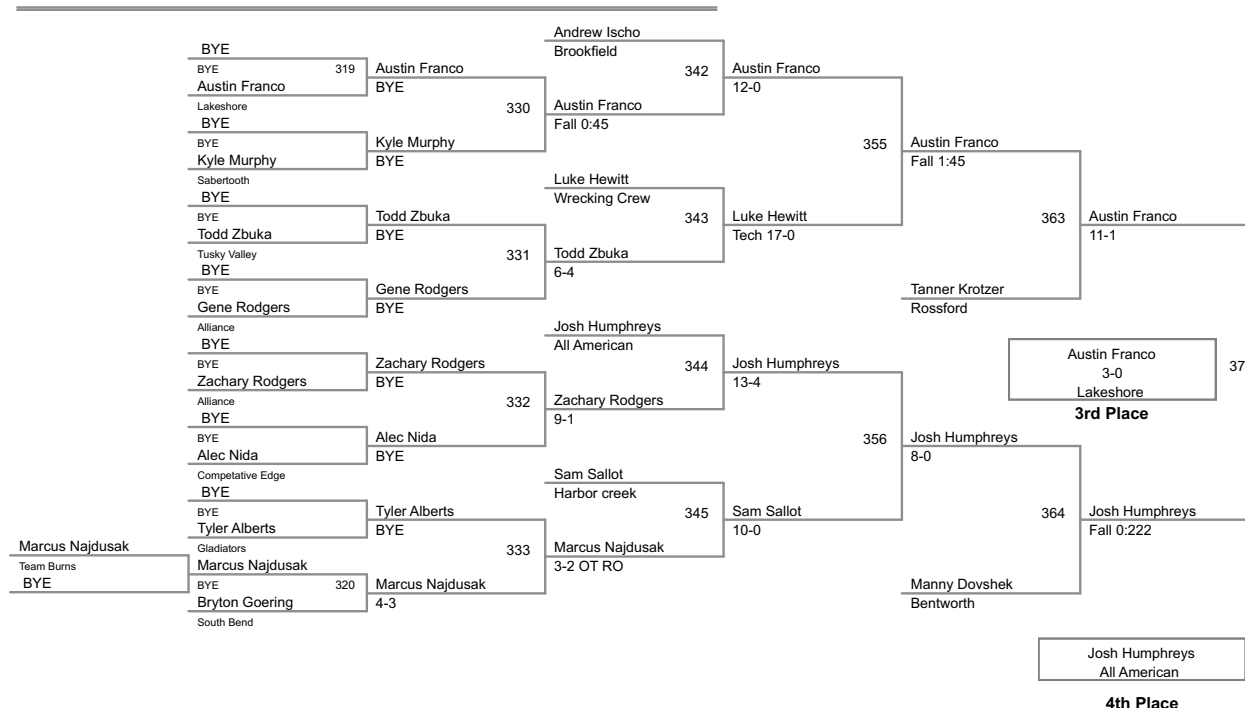 Andrew Ischo
Brookfield
BYE
BYE
319
Austin Franco
342
Austin Franco
Austin Franco
BYE
12-0
Lakeshore
330
Austin Franco
BYE
Fall 0:45
BYE
Kyle Murphy
355
Austin Franco
Kyle Murphy
BYE
Fall 1:45
Sabertooth
Luke Hewitt
BYE
Wrecking Crew
BYE
Todd Zbuka
343
Luke Hewitt
363
Austin Franco
Todd Zbuka
BYE
Tech 17-0
11-1
Tusky Valley
331
Todd Zbuka
BYE
6-4
BYE
Gene Rodgers
Tanner Krotzer
Gene Rodgers
BYE
Rossford
Alliance
Josh Humphreys
BYE
All American
BYE
Zachary Rodgers
344
Josh Humphreys
Austin Franco
37
Zachary Rodgers
BYE
13-4
3-0
Alliance
332
Zachary Rodgers
Lakeshore
BYE
9-1
3rd Place
BYE
Alec Nida
356
Josh Humphreys
Alec Nida
BYE
8-0
Competative Edge
Sam Sallot
BYE
Harbor creek
BYE
Tyler Alberts
345
Sam Sallot
364
Josh Humphreys
Tyler Alberts
BYE
10-0
Fall 0:222
Marcus Najdusak
Gladiators
333
Marcus Najdusak
Team Burns
Marcus Najdusak
3-2 OT RO
BYE
BYE
320
Marcus Najdusak
Manny Dovshek
Bryton Goering
4-3
Bentworth
South Bend
Josh Humphreys
All American
4th Place